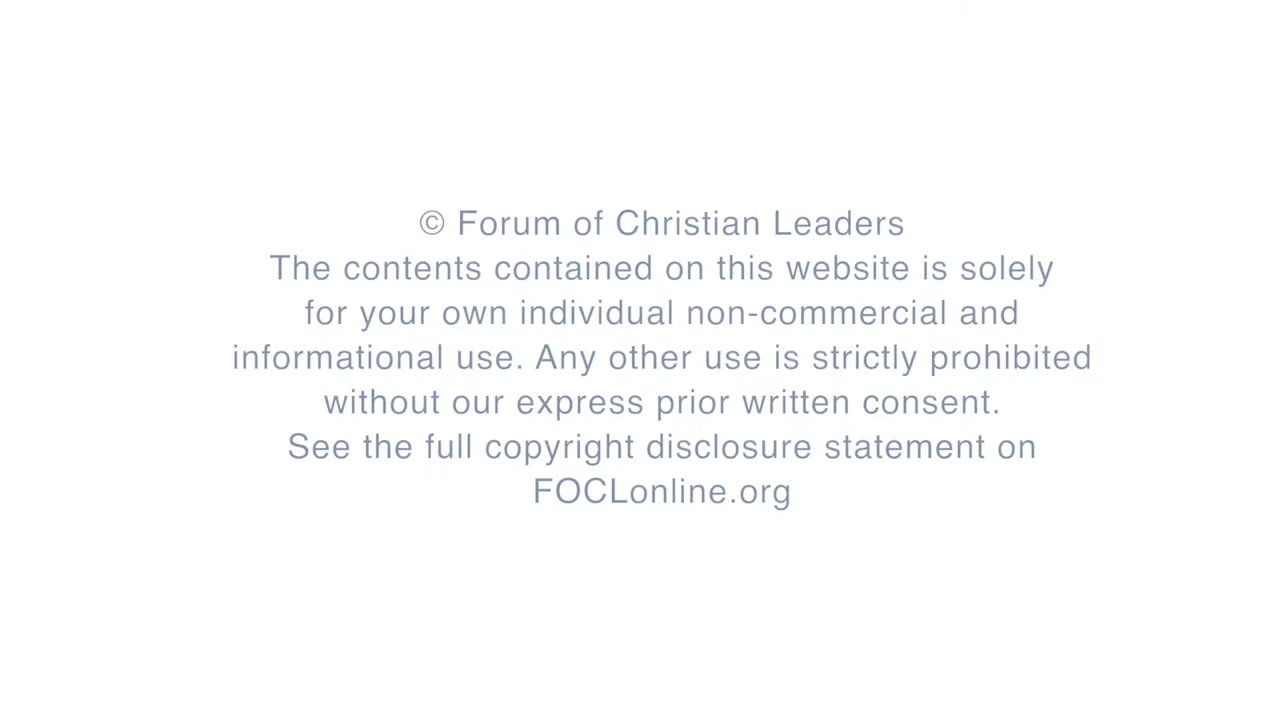 © Forum of Christian Leaders
The contents contained on this website is solely
for your own individual non-commercial and
informational use. Any other use is strictly prohibited
without our express prior written consent.
See the full copyright disclosure statement on
FOCLonline.org